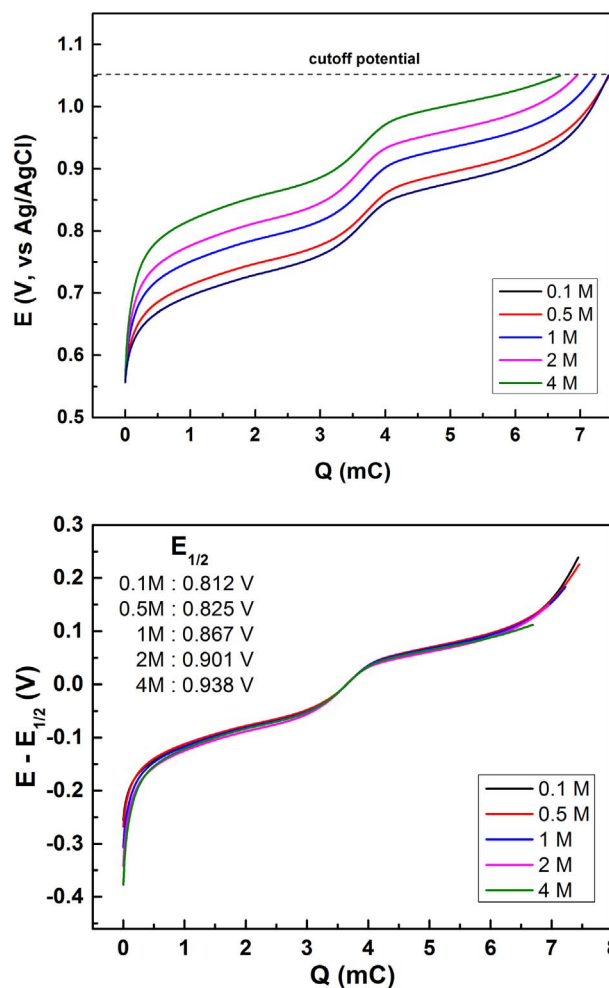 1.1
cutoff potential
1.0
0.9
0.8
0.7
0.6
0.5
E (V, vs Ag/AgCl)
0.1 M
0.5 M
1 M
2 M
4 M
0 1 2 3 4 5 6 7
Q (mC)
0.3
0.2
0.1
0.0
-0.1
-0.2
-0.3
-0.4
E - E1/2 (V)
E1/2
0.1M : 0.812 V
0.5M : 0.825 V
1M : 0.867 V
2M : 0.901 V
4M : 0.938 V
0.1 M
0.5 M
1 M
2 M
4 M
0 1 2 3 4 5 6 7 8
Q (mC)